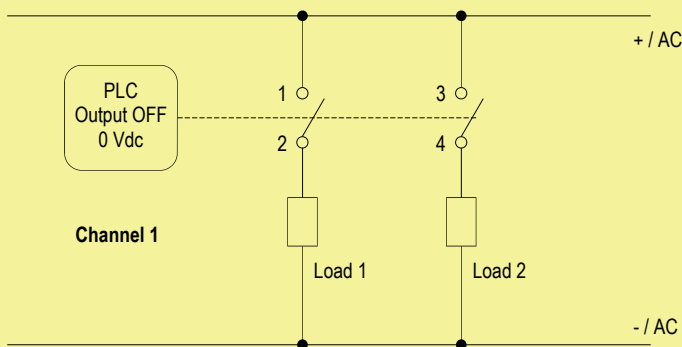 + / AC
PLC
Output OFF
0 Vdc
1
3
2
4
Channel 1
Load 1
Load 2
- / AC